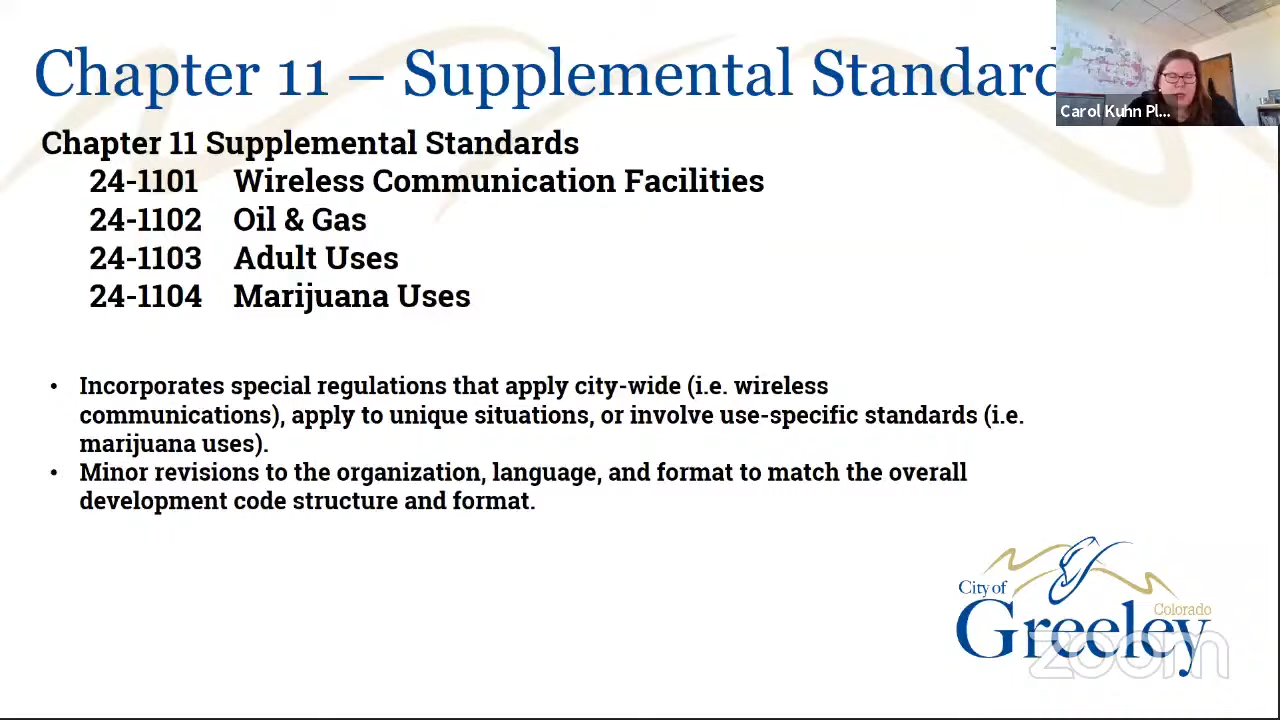 Chapter 11 – Supplemental Standard
Carol Kuhn Pl...
Chapter 11 Supplemental Standards
24-1101 Wireless Communication Facilities
24-1102 Oil & Gas
24-1103 Adult Uses
24-1104 Marijuana Uses
• Incorporates special regulations that apply city-wide (i.e. wireless
communications), apply to unique situations, or involve use-specific standards (i.e.
marijuana uses).
• Minor revisions to the organization, language, and format to match the overall
development code structure and format.
City of
Colorado
Greeley
zoom